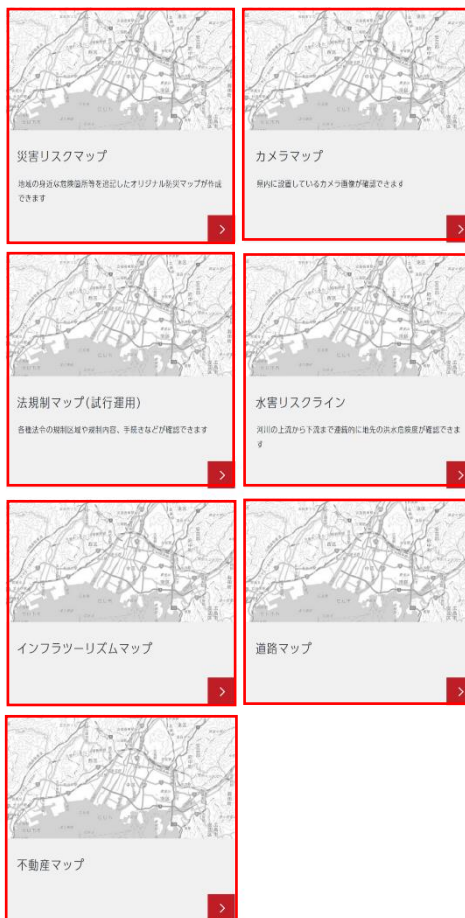 災害リスクマップ
地域の身近な危険箇所等を追記したオリジナル防災マップが作成
できます
カメラマップ
県内に設置しているカメラ画像が確認できます
法規制マップ(試行運用)
各種法令の規制区域や規制内容、手続きなどが確認できます
水害リスクライン
河川の上流から下流まで連続的に地先の洪水危険度が確認できま
す
インフラツーリズムマップ
道路マップ
不動産マップ